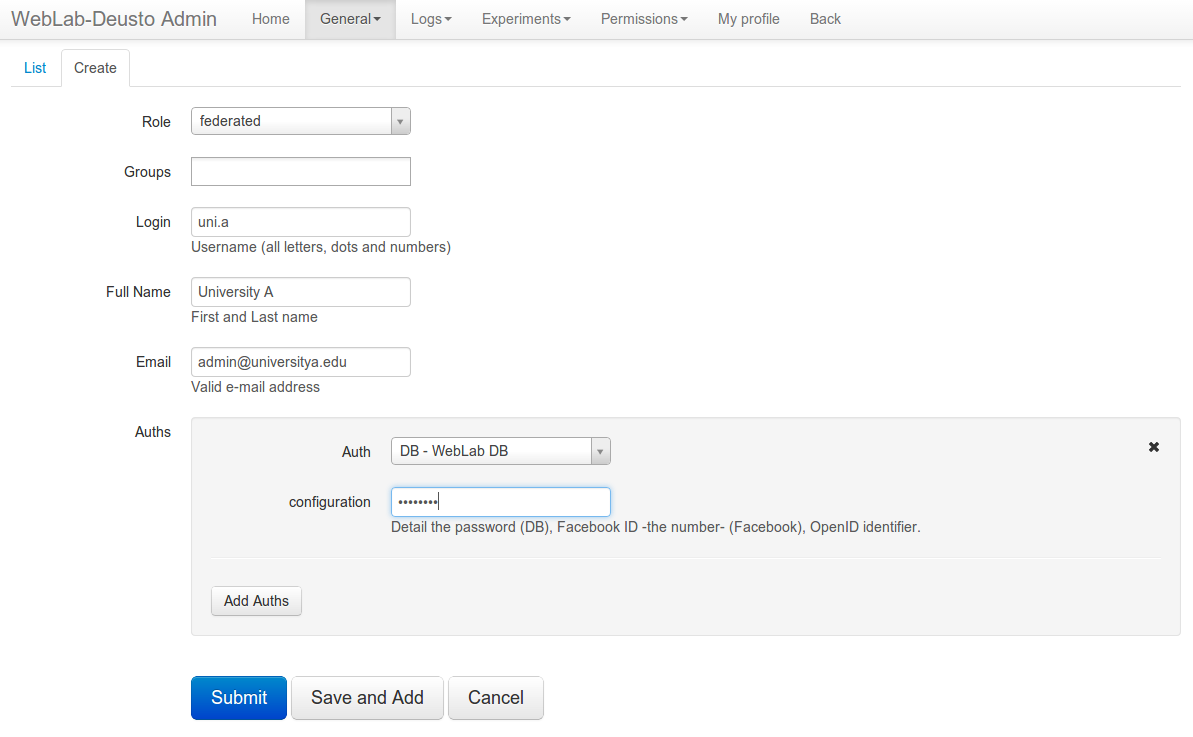 WebLab-Deusto Admin Home General Logs Experiments Permissions My profile Back
List Create
Role federated
Groups
Login uni.a
Username (all letters, dots and numbers)
Full Name University A
First and Last name
Email admin@universitya.edu
Valid e-mail address
Auths
Auth DB - WebLab DB
configuration ••••••••
Detail the password (DB), Facebook ID -the number- (Facebook), OpenID identifier.
Add Auths
Submit Save and Add Cancel